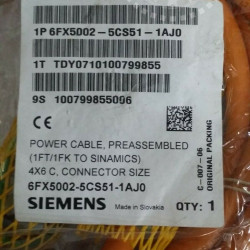 1P 6FX5002-5CS51-1AJ0
1T TDY0710100799855
9S 100799855006
POWER CABLE, PREASSEMBLED
(1FT/1FK TO SINAMICS)
4X6 C, CONNECTOR SIZE
6FX5002-5CS51-1AJ0
SIEMENS
Made in Slovakia
QTY: 1
C-007-06
ORIGINAL PACKING